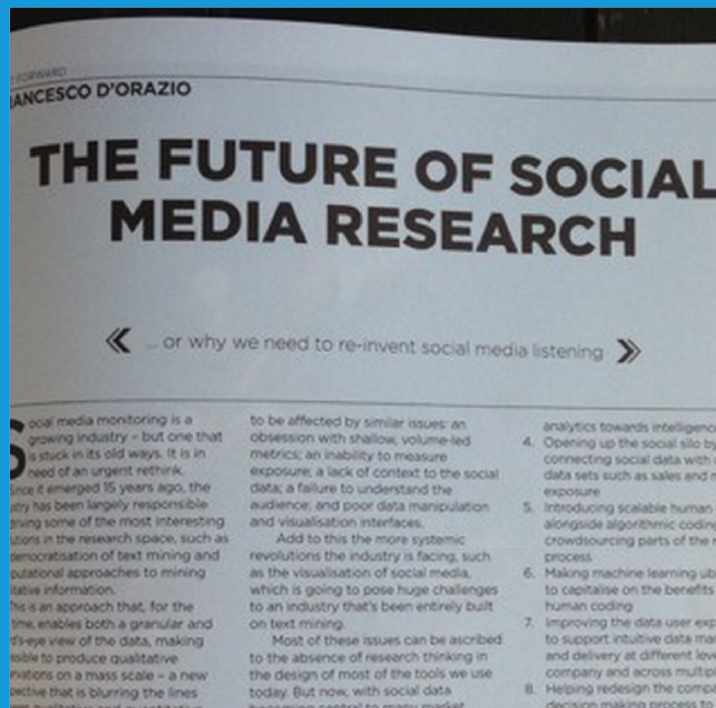 FORWARD
ANCESCO D'ORAZIO
THE FUTURE OF SOCIAL
MEDIA RESEARCH
« ... or why we need to re-invent social media listening »
Social media monitoring is a
growing industry – but one that
is stuck in its old ways. It is in
need of an urgent rethink.
since it emerged 15 years ago, the
has been largely responsible
some of the most interesting
in the research space, such as
democratisation of text mining and
approaches to mining
information.
This is an approach that, for the
time, enables both a granular and
view of the data, making
to produce qualitative
on a mass scale – a new
that is blurring the lines
to be affected by similar issues: an
obsession with shallow, volume-led
metrics; an inability to measure
exposure; a lack of context to the social
data; a failure to understand the
audience; and poor data manipulation
and visualisation interfaces.
Add to this the more systemic
revolutions the industry is facing, such
as the visualisation of social media,
which is going to pose huge challenges
to an industry that's been entirely built
on text mining.
Most of these issues can be ascribed
to the absence of research thinking in
the design of most of the tools we use
today. But now, with social data
becoming central to many market
analytics towards intelligence
4. Opening up the social silo by
connecting social data with
data sets such as sales and
exposure
5. Introducing scalable human
alongside algorithmic coding
crowdsourcing parts of the
process
6. Making machine learning
to capitalise on the benefits
human coding
7. Improving the data user
to support intuitive data
and delivery at different
company and across
8. Helping redesign the
decision making process to